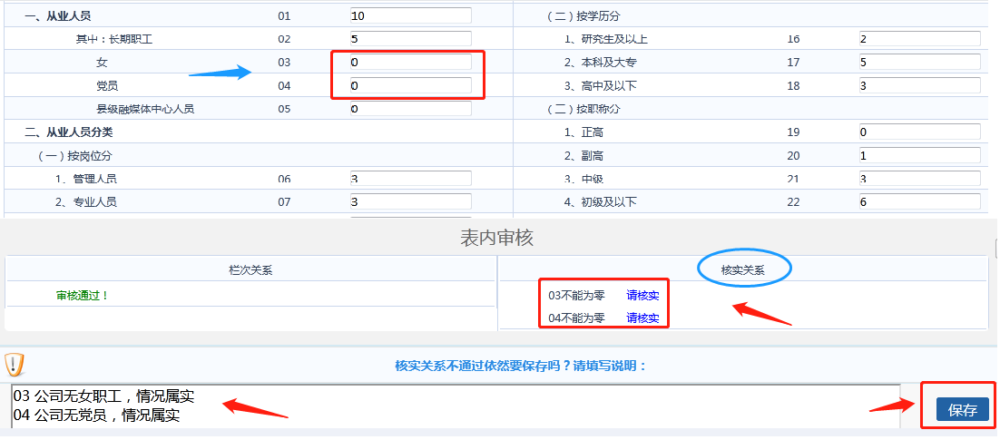 一、从业人员 01 10 （二）按学历分
其中：长期职工 02 5 1、研究生及以上 16 2
女 03 0 2、本科及大专 17 5
党员 04 0 3、高中及以下 18 3
县级融媒体中心人员 05 0 （三）按职称分
二、从业人员分类 1、正高 19 0
（一）按岗位分 2、副高 20 1
1、管理人员 06 3 3、中级 21 3
2、专业人员 07 3 4、初级及以下 22 6
表内审核
栏次关系 核实关系
审核通过！ 03不能为零 请核实
04不能为零 请核实
核实关系不通过依然要保存吗？请填写说明：
03 公司无女职工，情况属实
04 公司无党员，情况属实
保存